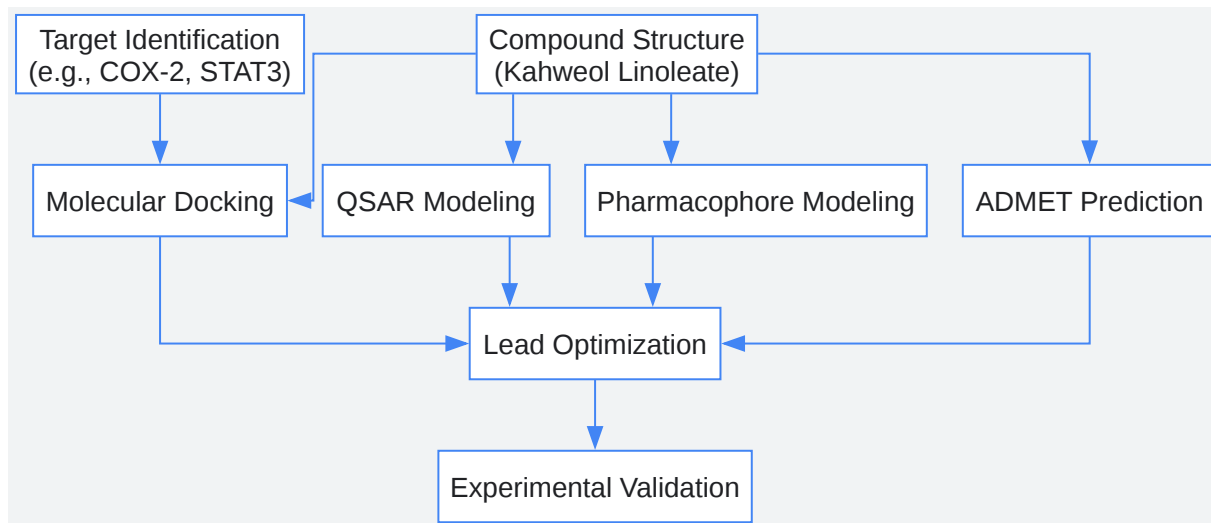 Target Identification
(e.g., COX-2, STAT3)
Compound Structure
(Kahweol Linoleate)
Molecular Docking
QSAR Modeling
Pharmacophore Modeling
ADMET Prediction
Lead Optimization
Experimental Validation